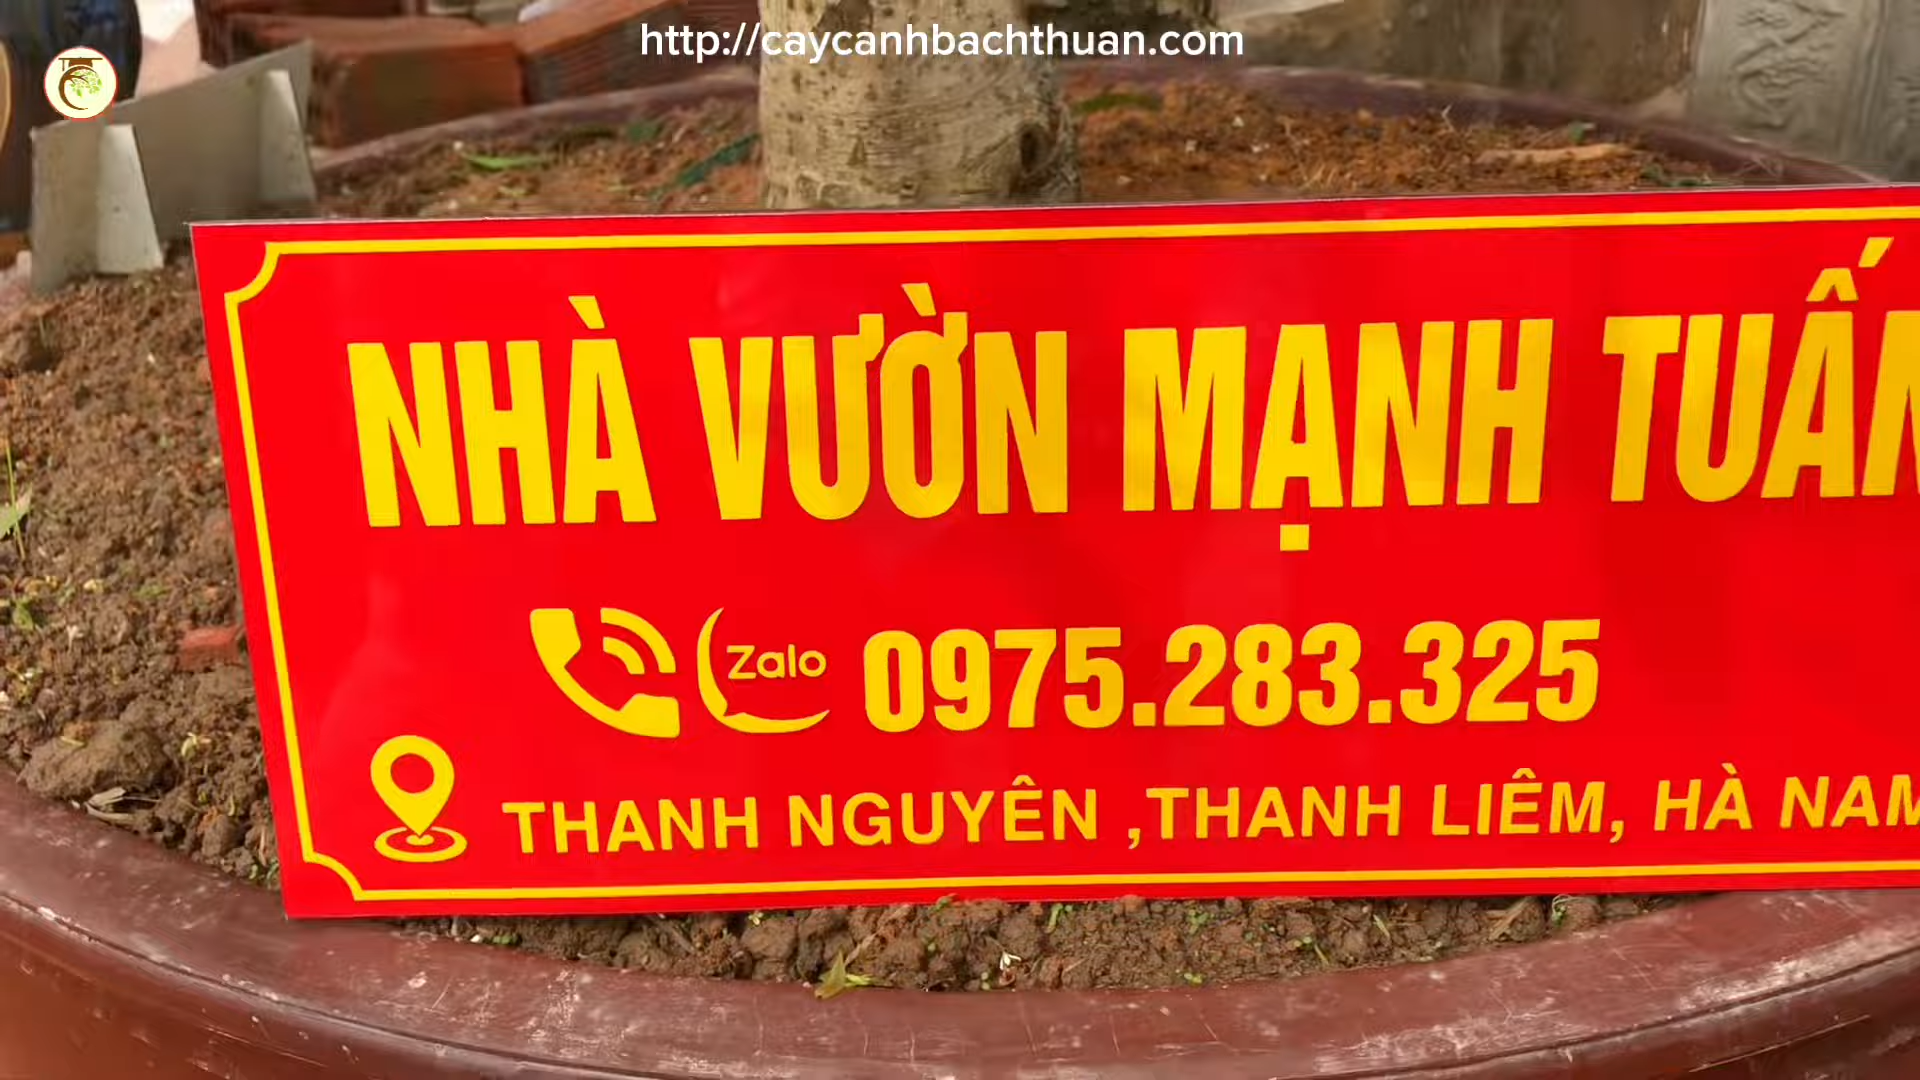 http://caycanhbachthuan.com
NHÀ VƯỜN MẠNH TUẤN
Zalo 0975.283.325
THANH NGUYÊN ,THANH LIÊM, HÀ NAM